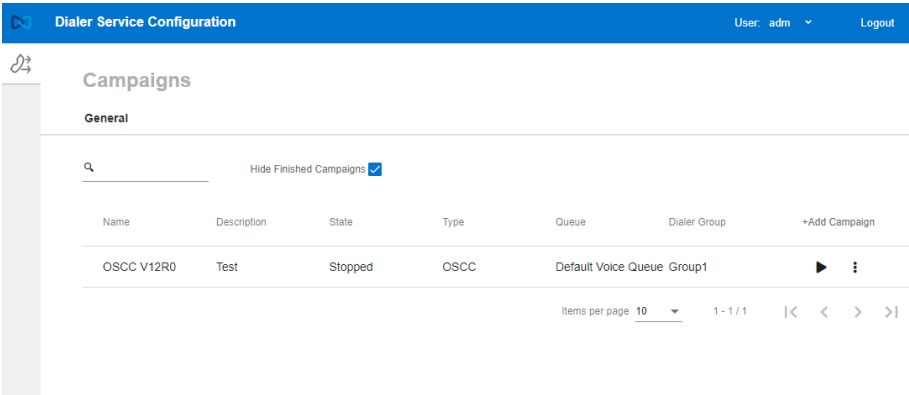 Dialer Service Configuration User: adm Logout
Campaigns
General
Hide Finished Campaigns
Name Description State Type Queue Dialer Group +Add Campaign
OSCC V12R0 Test Stopped OSCC Default Voice Queue Group1
Items per page 10 1 - 1 / 1